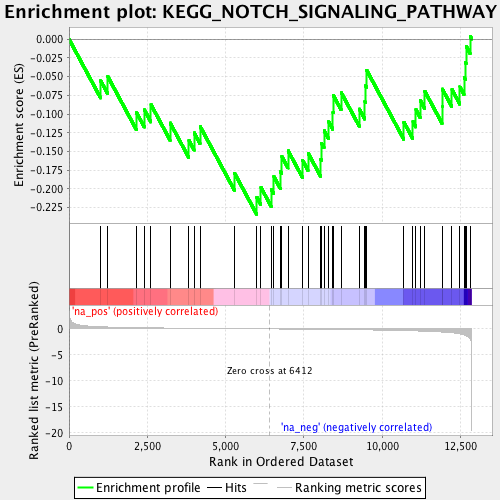 Enrichment plot: KEGG_NOTCH_SIGNALING_PATHWAY
Enrichment score (ES)
0.000
-0.025
-0.050
-0.075
-0.100
-0.125
-0.150
-0.175
-0.200
-0.225
'na_pos' (positively correlated)
Ranked list metric (PreRanked)
0
-5
-10
-15
-20
Zero cross at 6412
'na_neg' (negatively correlated)
0
2,500
5,000
7,500
10,000
12,500
Rank in Ordered Dataset
Enrichment profile
Hits
Ranking metric scores